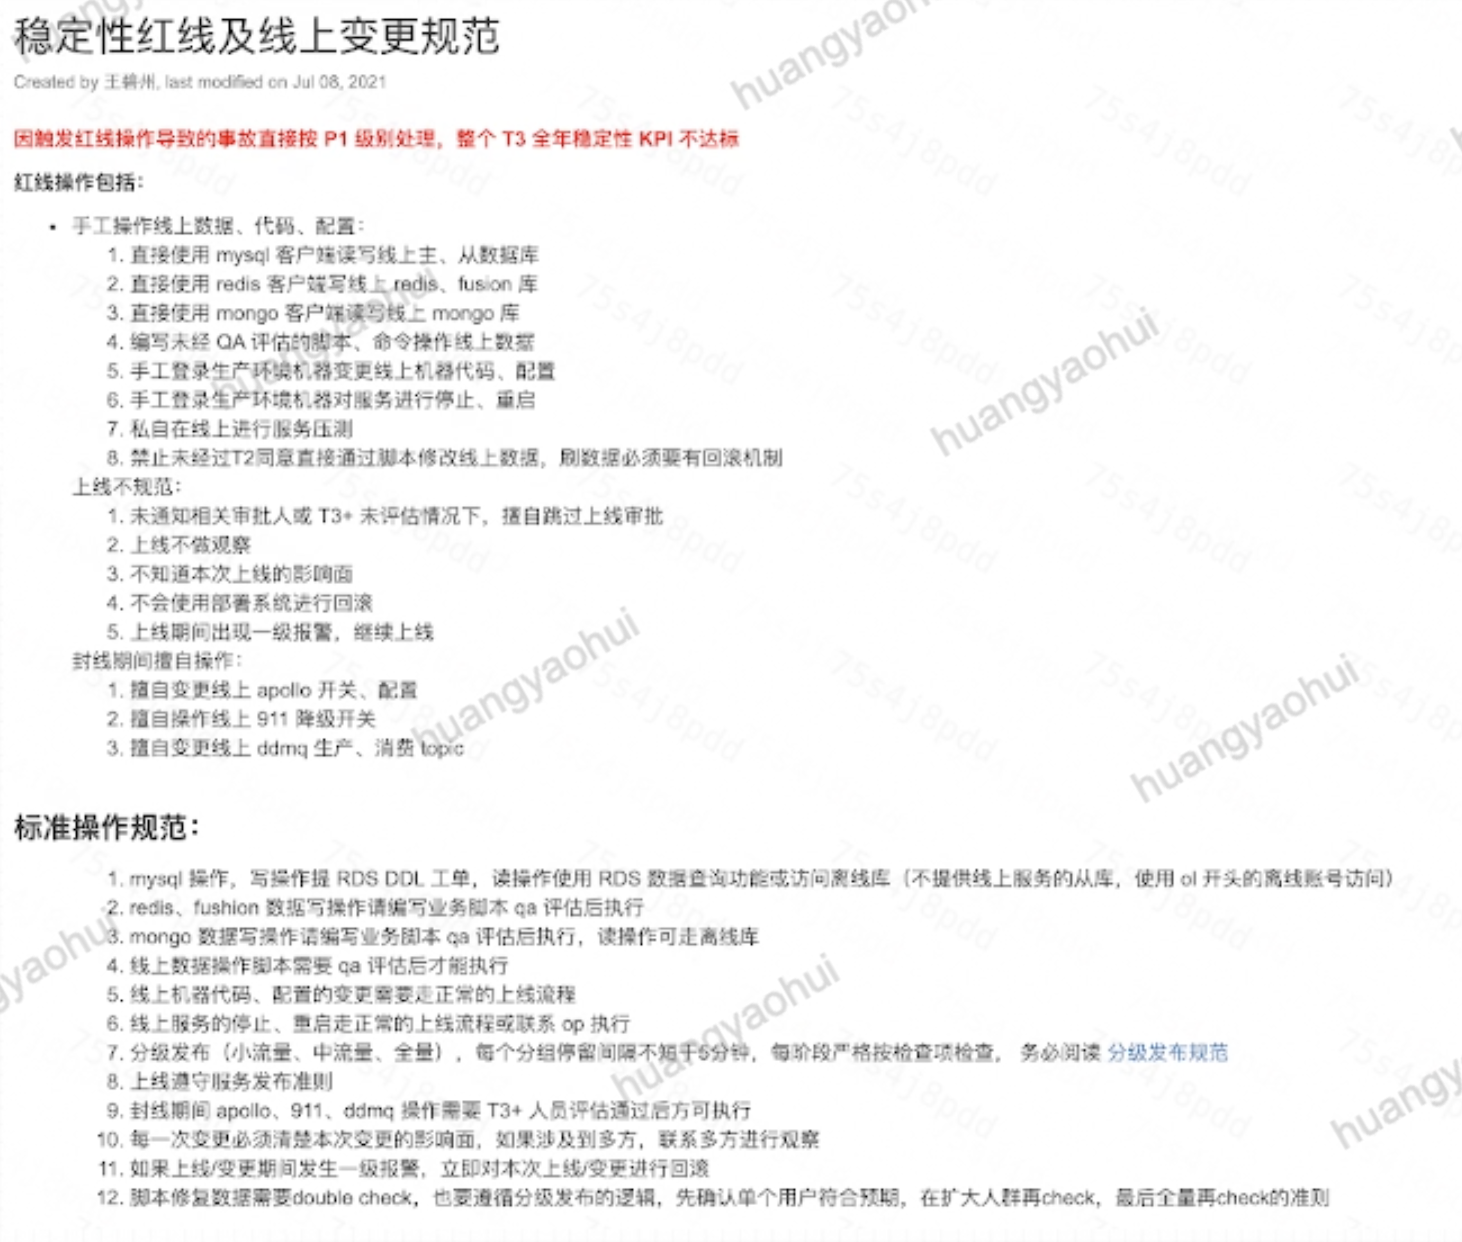 稳定性红线及线上变更规范
Created by 王锦州, last modified on Jul 08, 2021
因触发红线操作导致的事故直接按 P1 级别处理，整个 T3 全年稳定性 KPI 不达标
红线操作包括：
• 手工操作线上数据、代码、配置：
1. 直接使用 mysql 客户端读写线上主、从数据库
2. 直接使用 redis 客户端写线上 redis、fusion 库
3. 直接使用 mongo 客户端读写线上 mongo 库
4. 编写未经 QA 评估的脚本、命令操作线上数据
5. 手工登录生产环境机器变更线上机器代码、配置
6. 手工登录生产环境机器对服务进行停止、重启
7. 私自在线上进行服务压测
8. 禁止未经过T2同意直接通过脚本修改线上数据，刷数据必须要有回滚机制
上线不规范：
1. 未通知相关审批人或 T3+ 未评估情况下，擅自跳过上线审批
2. 上线不做观察
3. 不知道本次上线的影响面
4. 不会使用部署系统进行回滚
5. 上线期间出现一级报警，继续上线
封线期间擅自操作：
1. 擅自变更线上 apollo 开关、配置
2. 擅自操作线上 911 降级开关
3. 擅自变更线上 ddmq 生产、消费 topic
标准操作规范：
1. mysql 操作，写操作提 RDS DDL 工单，读操作使用 RDS 数据查询功能或访问离线库（不提供线上服务的从库，使用 ol 开头的离线账号访问）
2. redis、fushion 数据写操作请编写业务脚本 qa 评估后执行
3. mongo 数据写操作请编写业务脚本 qa 评估后执行，读操作可走离线库
4. 线上数据操作脚本需要 qa 评估后才能执行
5. 线上机器代码、配置的变更需要走正常的上线流程
6. 线上服务的停止、重启走正常的上线流程或联系 op 执行
7. 分级发布（小流量、中流量、全量），每个分组停留间隔不短于5分钟，每阶段严格按检查项检查， 务必阅读 分级发布规范
8. 上线遵守服务发布准则
9. 封线期间 apollo、911、ddmq 操作需要 T3+ 人员评估通过后方可执行
10. 每一次变更必须清楚本次变更的影响面，如果涉及到多方，联系多方进行观察
11. 如果上线/变更期间发生一级报警，立即对本次上线/变更进行回滚
12. 脚本修复数据需要double check，也要遵循分级发布的逻辑，先确认单个用户符合预期，在扩大人群再check，最后全量再check的准则
huangyaohui
75s4j8pdd